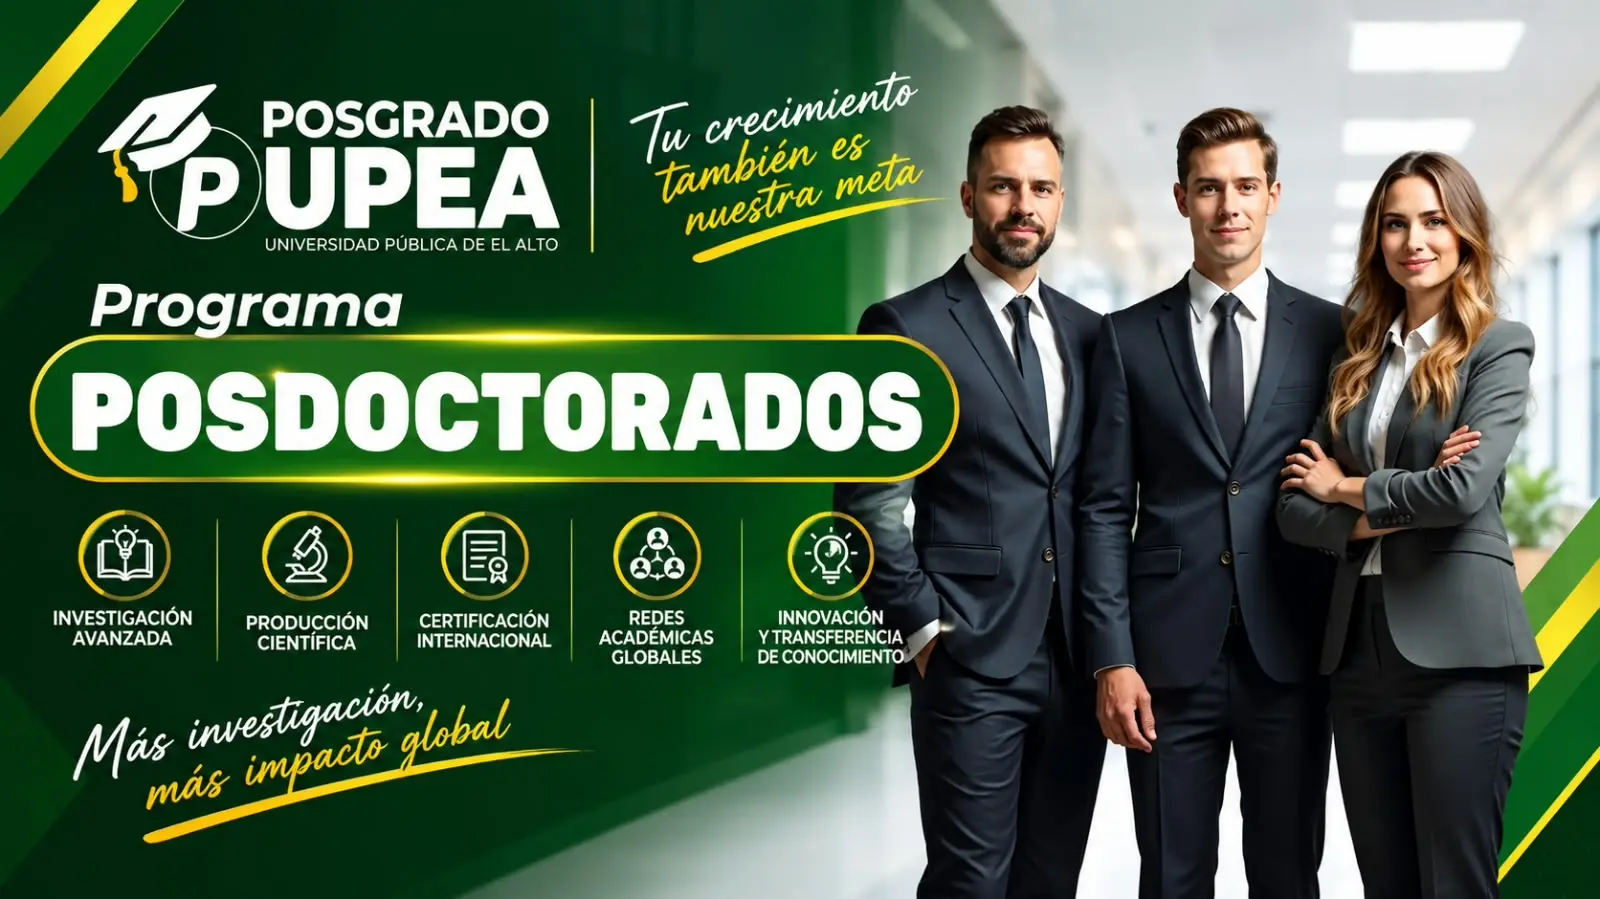 POSGRADO
UPEA
P
UNIVERSIDAD PÚBLICA DE EL ALTO
Tu crecimiento
también es
nuestra meta
Programa
POSDOCTORADOS
INVESTIGACIÓN
AVANZADA
PRODUCCIÓN
CIENTÍFICA
CERTIFICACIÓN
INTERNACIONAL
REDES
ACADÉMICAS
GLOBALES
INNOVACIÓN
Y TRANSFERENCIA
DE CONOCIMIENTO
Más investigación,
más impacto global